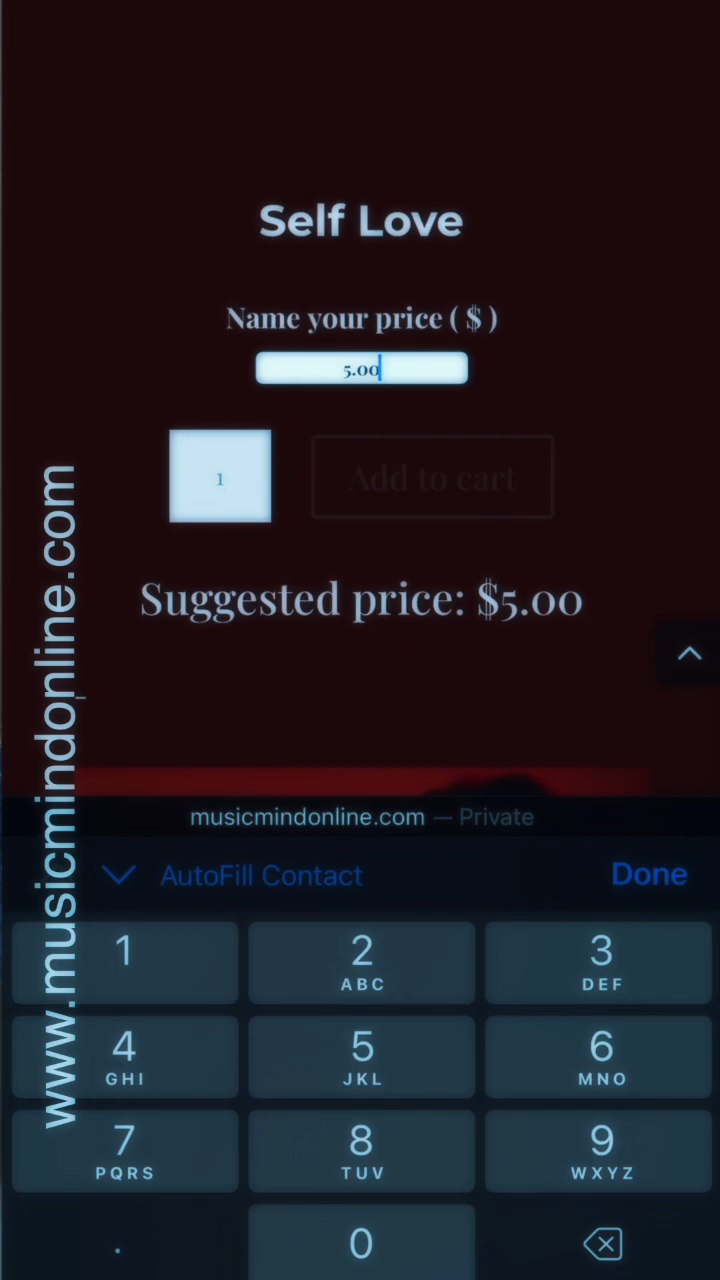 Self Love
Name your price ( $ )
5.00
1
Add to cart
Suggested price: $5.00
www.musicmindonline.com
musicmindonline.com — Private
AutoFill Contact
Done
1
2
ABC
3
DEF
4
GHI
5
JKL
6
MNO
7
PQRS
8
TUV
9
WXYZ
.
0